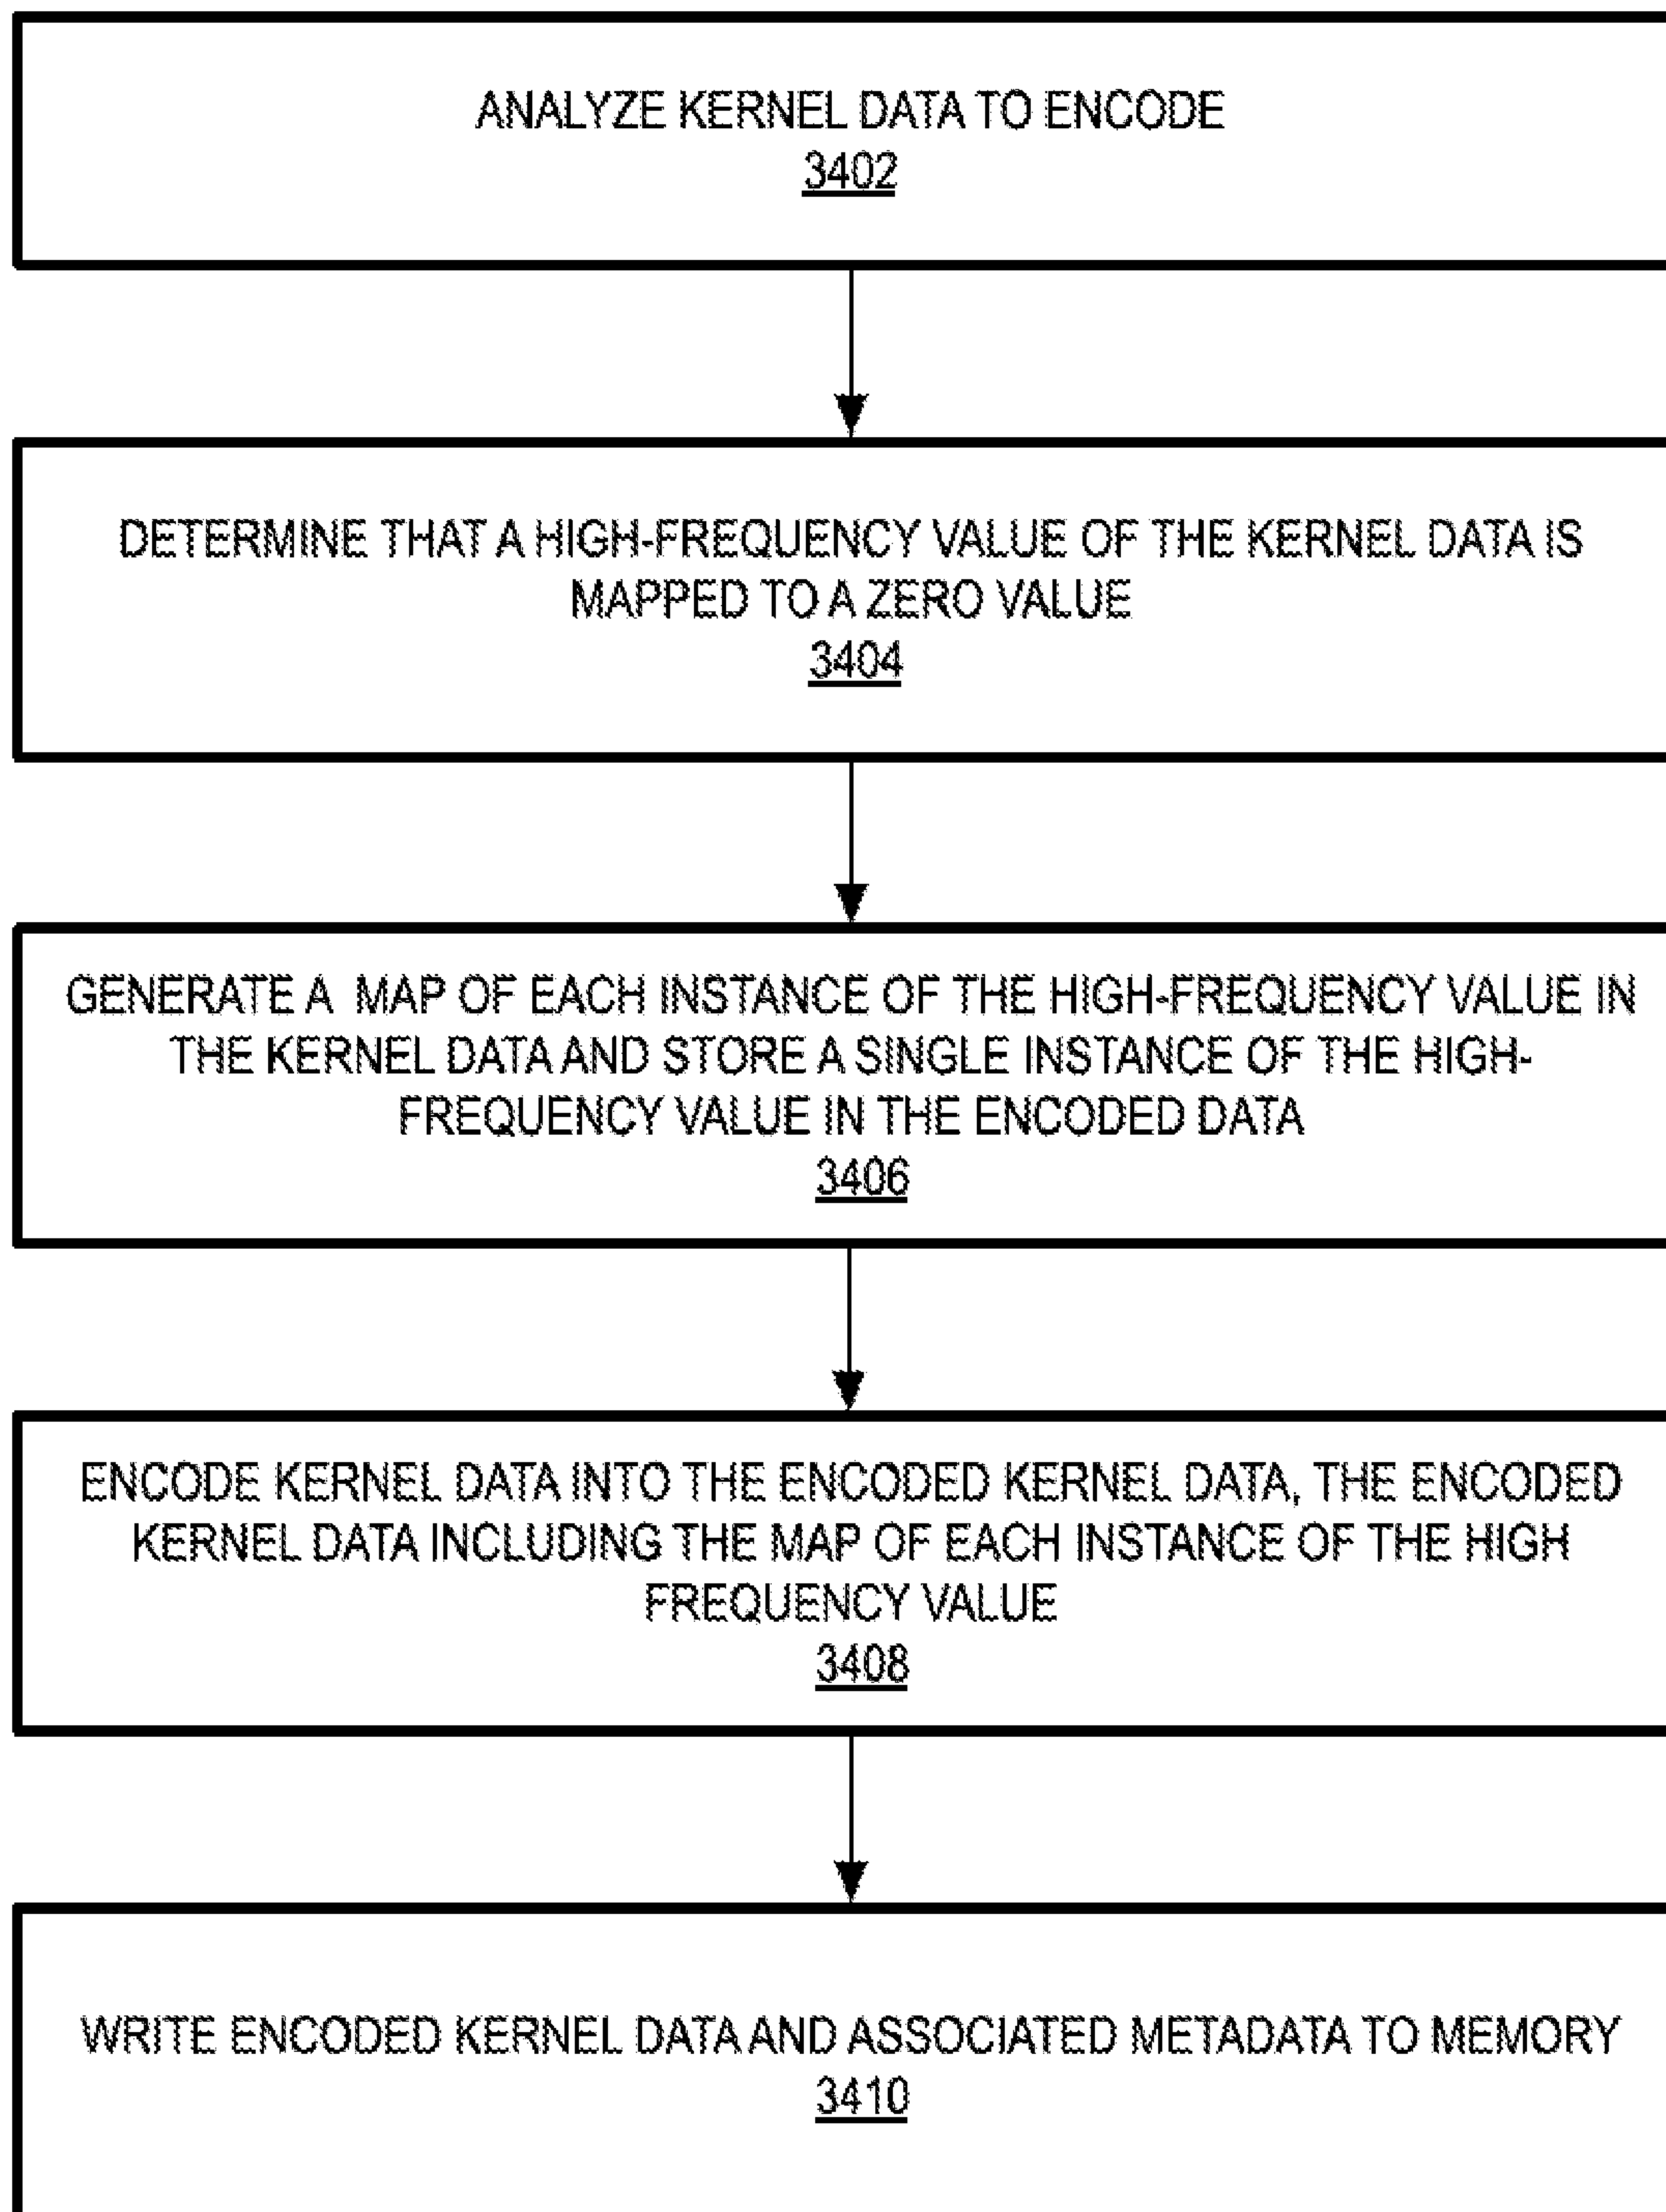 ANALYZE KERNEL DATA TO ENCODE
3402
DETERMINE THAT A HIGH-FREQUENCY VALUE OF THE KERNEL DATA IS
MAPPED TO A ZERO VALUE
3404
GENERATE A MAP OF EACH INSTANCE OF THE HIGH-FREQUENCY VALUE IN
THE KERNEL DATA AND STORE A SINGLE INSTANCE OF THE HIGH-
FREQUENCY VALUE IN THE ENCODED DATA
3406
ENCODE KERNEL DATA INTO THE ENCODED KERNEL DATA, THE ENCODED
KERNEL DATA INCLUDING THE MAP OF EACH INSTANCE OF THE HIGH
FREQUENCY VALUE
3408
WRITE ENCODED KERNEL DATA AND ASSOCIATED METADATA TO MEMORY
3410